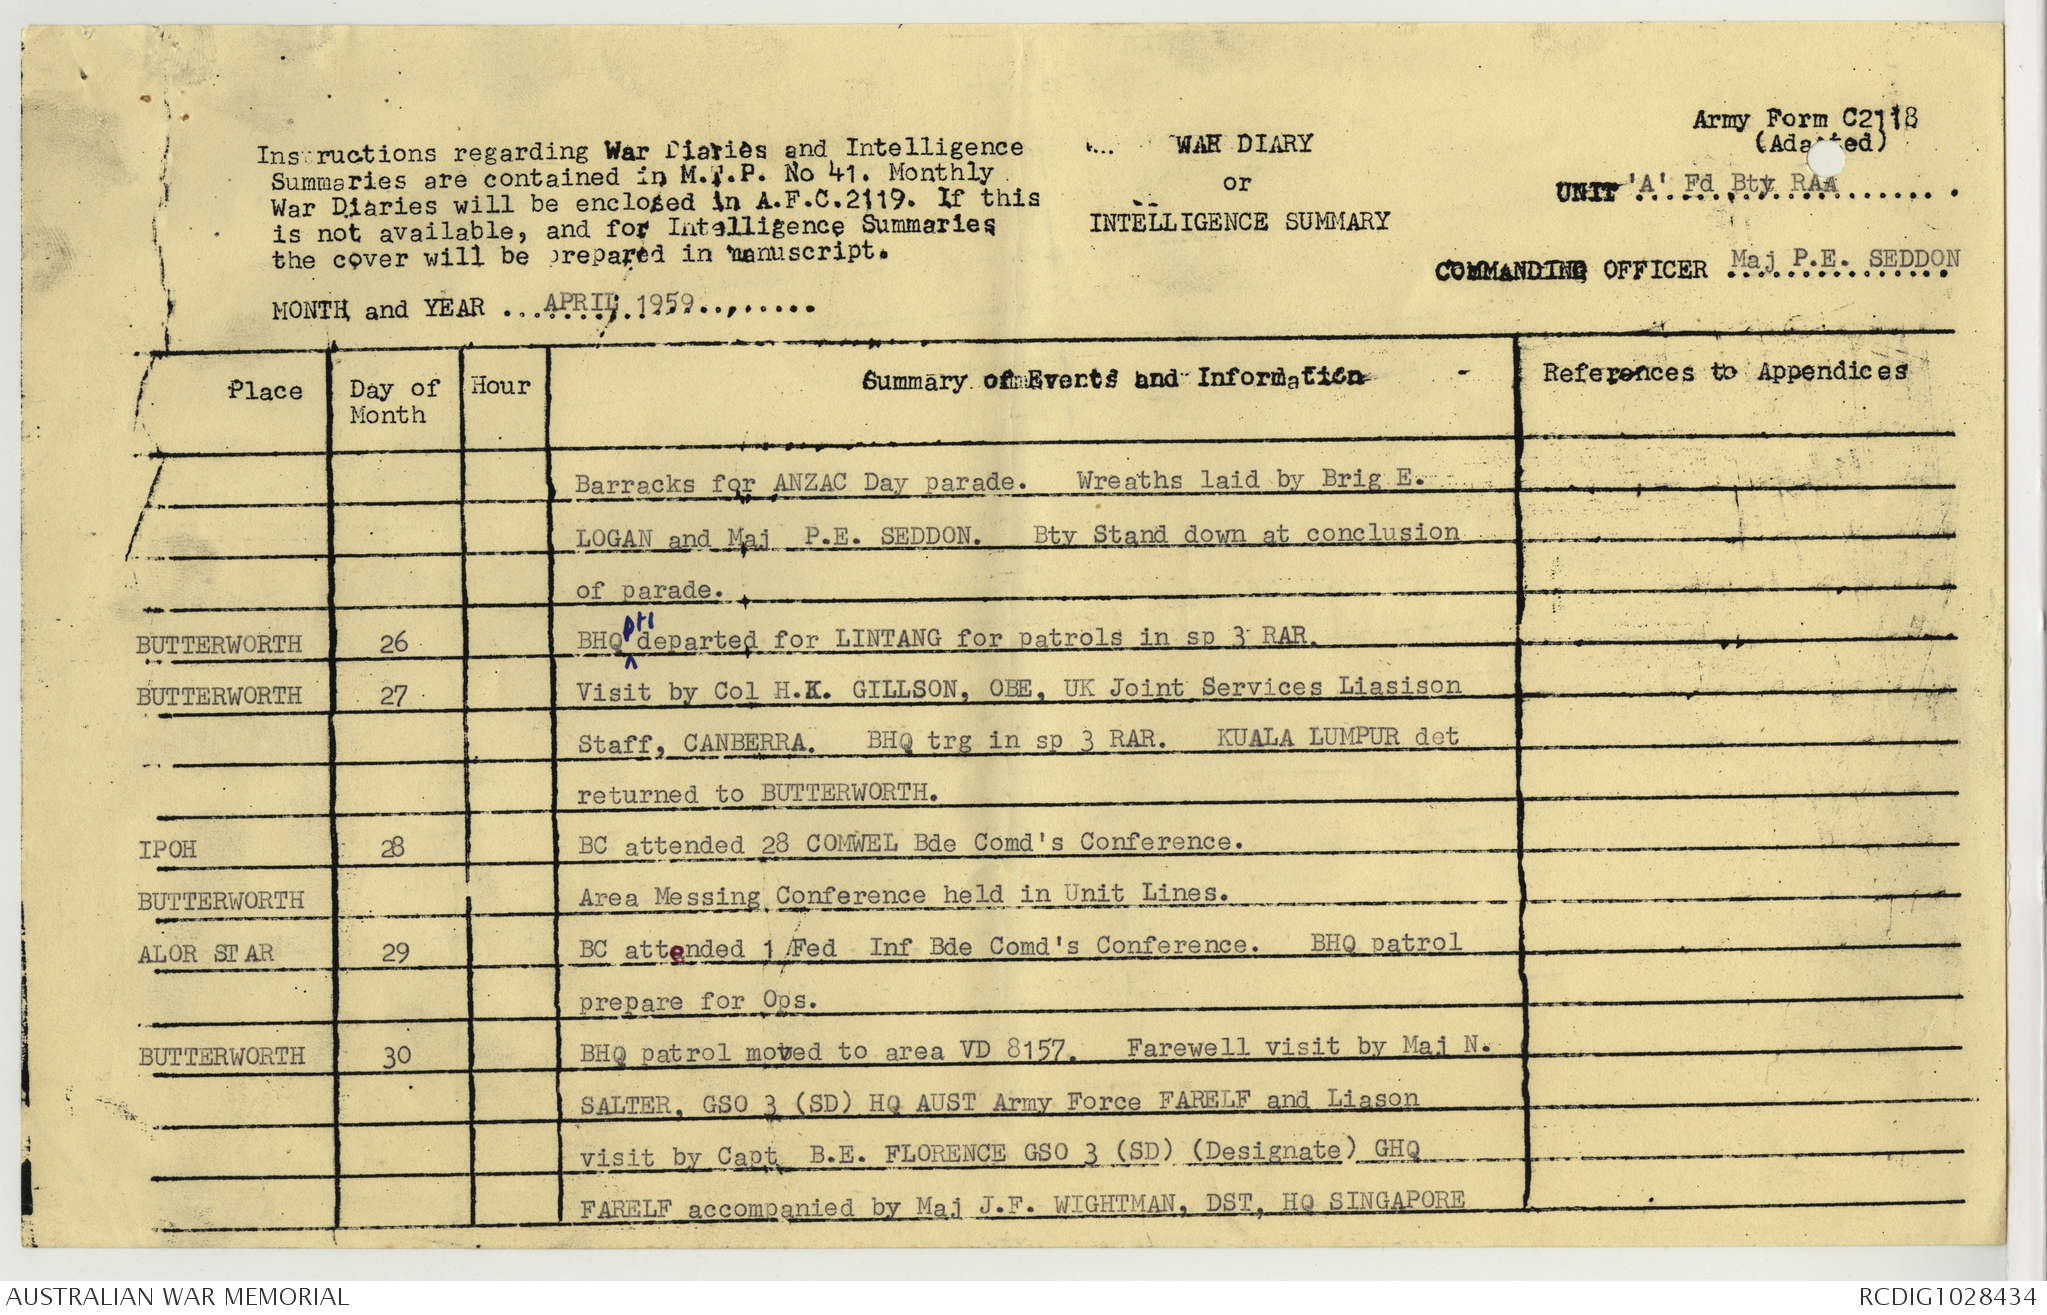 Army Form C2118
(Adapted)
Instructions regarding War Diaries and Intelligence
Summaries are contained in M.T.P. No 41. Monthly
War Diaries will be enclosed in A.F.C.2119. If this
is not available, and for Intelligence Summaries
the cover will be prepared in manuscript.
WAR DIARY
or
INTELLIGENCE SUMMARY
UNIT 'A' Fd Bty RAA
COMMANDING OFFICER Maj P.E. SEDDON
MONTH and YEAR ... APRIL, 1959.........
Place Day of Month Hour Summary of Events and Information References to Appendices
Barracks for ANZAC Day parade. Wreaths laid by Brig E.
LOGAN and Maj P.E. SEDDON. Bty Stand down at conclusion
of parade.
BUTTERWORTH 26 BHQ ptl departed for LINTANG for patrols in sp 3 RAR.
BUTTERWORTH 27 Visit by Col H.K. GILLSON, OBE, UK Joint Services Liasison
Staff, CANBERRA. BHQ trg in sp 3 RAR. KUALA LUMPUR det
returned to BUTTERWORTH.
IPOH 28 BC attended 28 COMWEL Bde Comd's Conference.
BUTTERWORTH Area Messing Conference held in Unit Lines.
ALOR STAR 29 BC attended 1 Fed Inf Bde Comd's Conference. BHQ patrol
prepare for Ops.
BUTTERWORTH 30 BHQ patrol moved to area VD 8157. Farewell visit by Maj N.
SALTER, GSO 3 (SD) HQ AUST Army Force FARELF and Liason
visit by Capt B.E. FLORENCE GSO 3 (SD) (Designate) GHQ
FARELF accompanied by Maj J.F. WIGHTMAN, DST, HQ SINGAPORE
AUSTRALIAN WAR MEMORIAL
RCDIG1028434